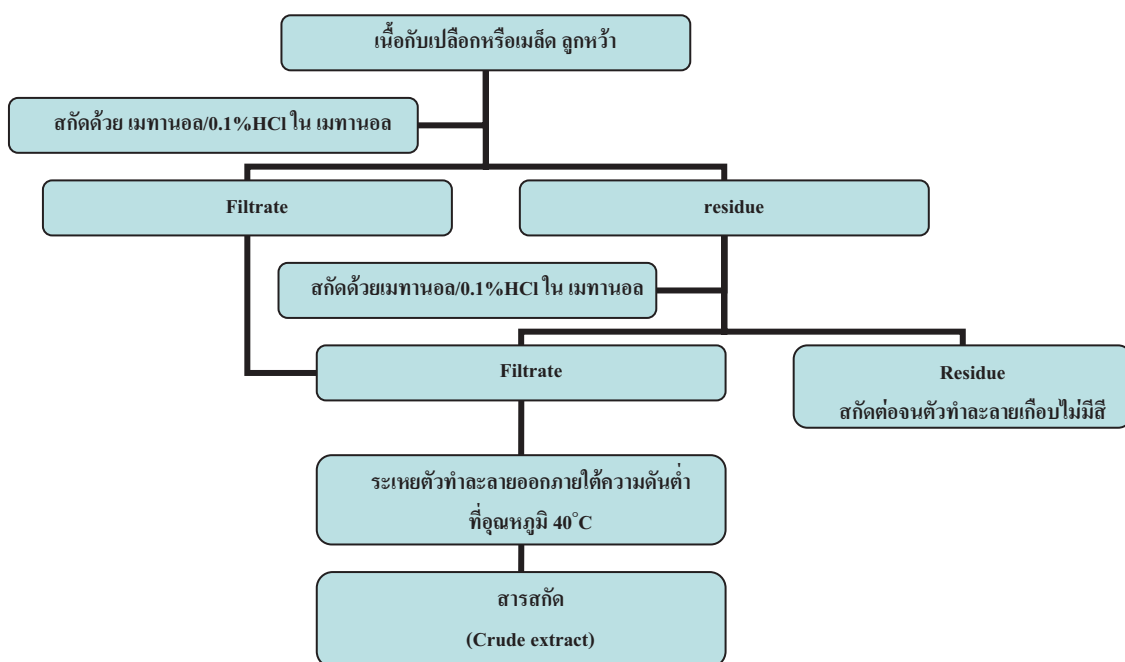 เนื้อกับเปลือกหรือเมล็ด ลูกหว้า
สกัดด้วย เมทานอล/0.1%HCl ใน เมทานอล
Filtrate
residue
สกัดด้วยเมทานอล/0.1%HCl ใน เมทานอล
Filtrate
Residue
สกัดต่อจนตัวทำละลายเกือบไม่มีสี
ระเหยตัวทำละลายออกภายใต้ความดันต่ำ
ที่อุณหภูมิ 40°C
สารสกัด
(Crude extract)